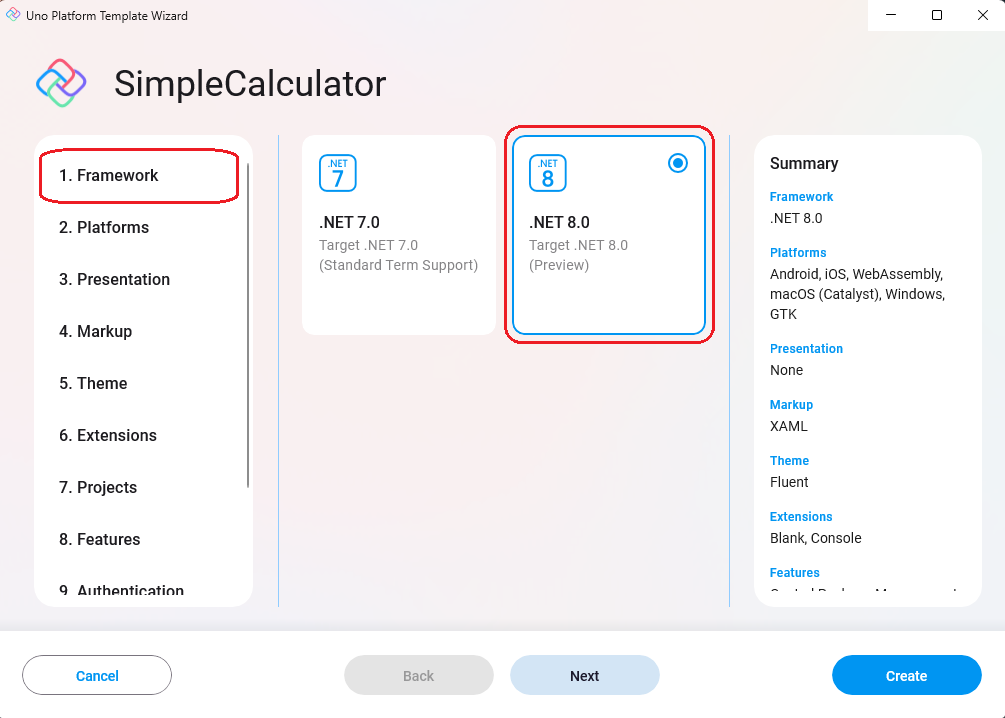 Uno Platform Template Wizard
SimpleCalculator
1. Framework
2. Platforms
3. Presentation
4. Markup
5. Theme
6. Extensions
7. Projects
8. Features
9. Authentication
.NET
7
.NET 7.0
Target .NET 7.0
(Standard Term Support)
.NET
8
.NET 8.0
Target .NET 8.0
(Preview)
Summary
Framework
.NET 8.0
Platforms
Android, iOS, WebAssembly,
macOS (Catalyst), Windows,
GTK
Presentation
None
Markup
XAML
Theme
Fluent
Extensions
Blank, Console
Features
Cancel
Back
Next
Create